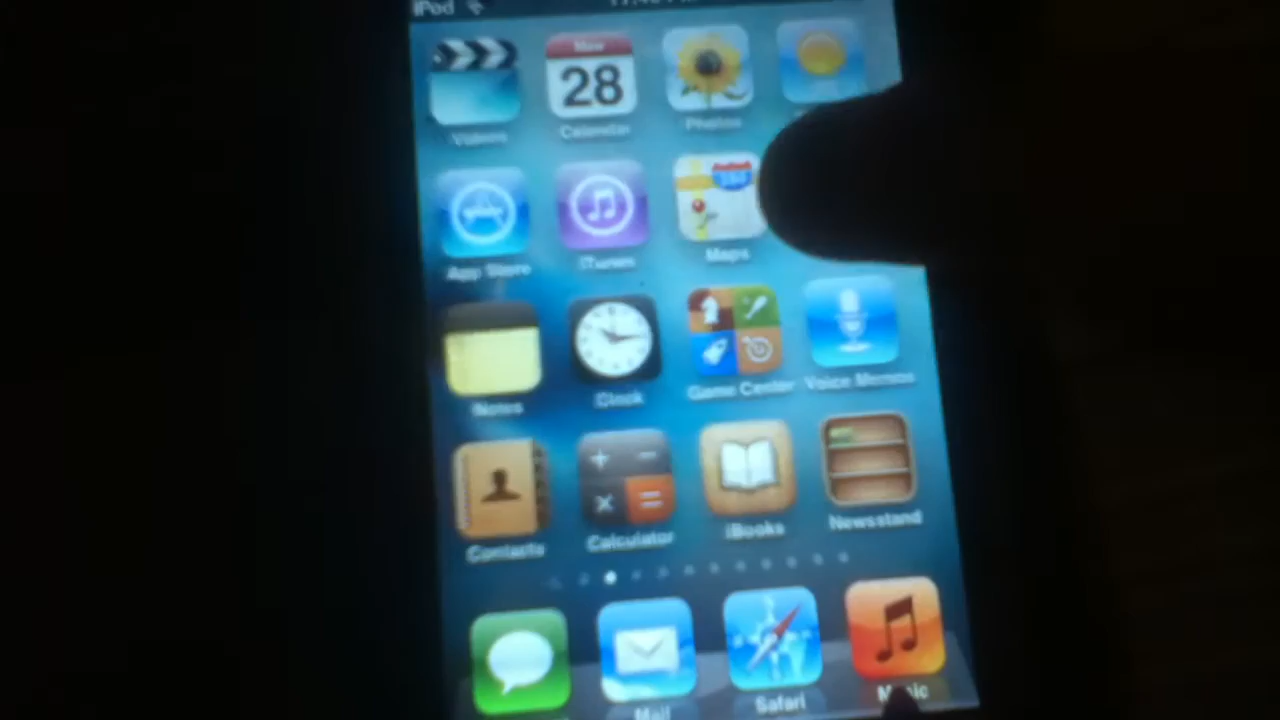 iPod
28
Videos Calendar Photos
App Store iTunes Maps
Notes Clock Game Center Voice Memos
Contacts Calculator iBooks Newsstand
Mail Safari